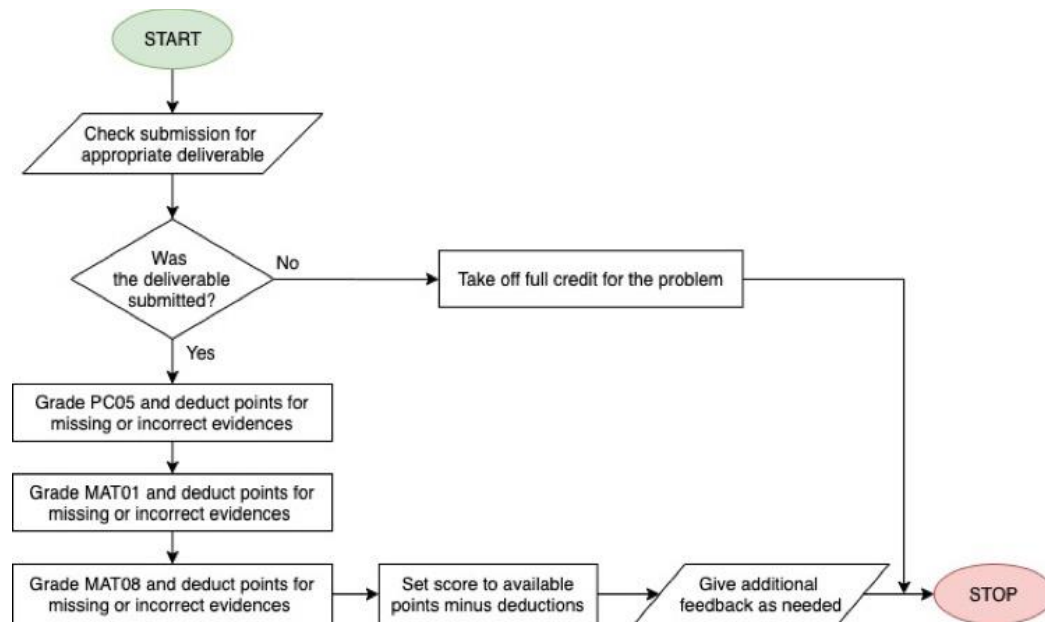 START
Check submission for
appropriate deliverable
Was
the deliverable
submitted?
No
Take off full credit for the problem
Yes
Grade PC05 and deduct points for
missing or incorrect evidences
Grade MAT01 and deduct points for
missing or incorrect evidences
Grade MAT08 and deduct points for
missing or incorrect evidences
Set score to available
points minus deductions
Give additional
feedback as needed
STOP